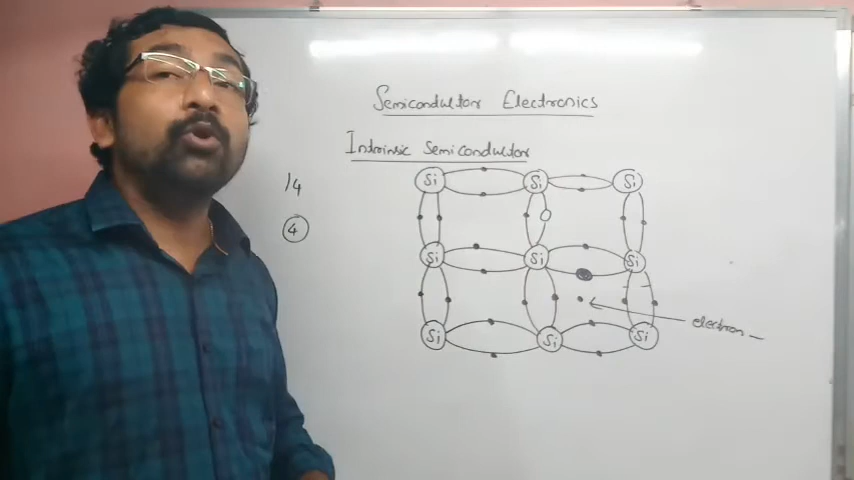 Semiconductor Electronics
Intrinsic Semiconductor
14
4
Si Si Si
Si Si Si
Si Si Si
electron